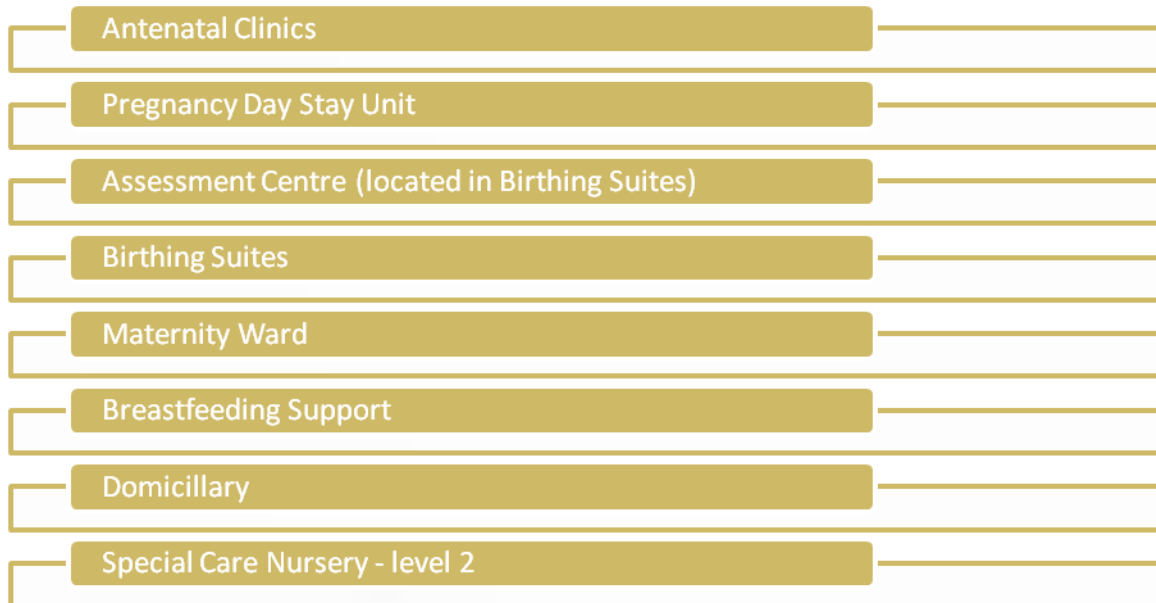 Antenatal Clinics
Pregnancy Day Stay Unit
Assessment Centre (located in Birthing Suites)
Birthing Suites
Maternity Ward
Breastfeeding Support
Domicillary
Special Care Nursery - level 2